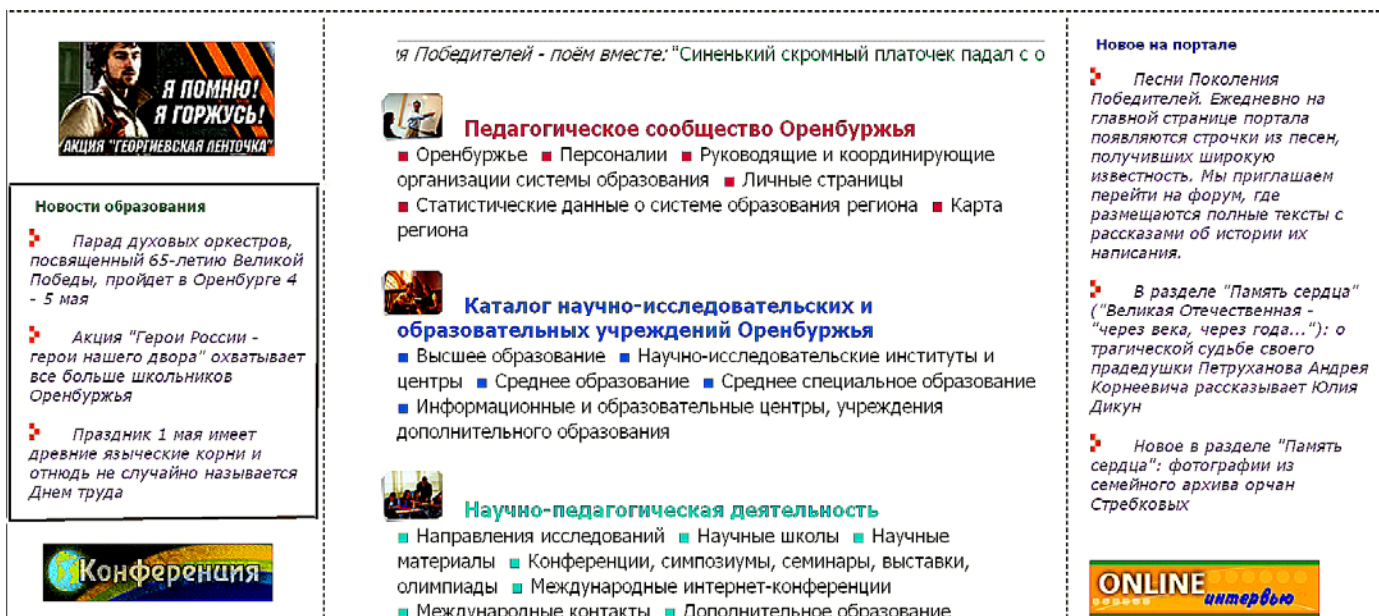 Я ПОМНЮ!
Я ГОРЖУСЬ!
АКЦИЯ "ГЕОРГИЕВСКАЯ ЛЕНТОЧКА"
Новости образования
Парад духовых оркестров,
посвященный 65-летию Великой
Победы, пройдет в Оренбурге 4
- 5 мая
Акция "Герои России -
герои нашего двора" охватывает
все больше школьников
Оренбуржья
Праздник 1 мая имеет
древние языческие корни и
отнюдь не случайно называется
Днем труда
Конференция
я Победителей - поём вместе: "Синенький скромный платочек падал с о
Педагогическое сообщество Оренбуржья
Оренбуржье Персоналии Руководящие и координирующие
организации системы образования Личные страницы
Статистические данные о системе образования региона Карта
региона
Каталог научно-исследовательских и
образовательных учреждений Оренбуржья
Высшее образование Научно-исследовательские институты и
центры Среднее образование Среднее специальное образование
Информационные и образовательные центры, учреждения
дополнительного образования
Научно-педагогическая деятельность
Направления исследований Научные школы Научные
материалы Конференции, симпозиумы, семинары, выставки,
олимпиады Международные интернет-конференции
Международные контакты Дополнительное образование
Новое на портале
Песни Поколения
Победителей. Ежедневно на
главной странице портала
появляются строчки из песен,
получивших широкую
известность. Мы приглашаем
перейти на форум, где
размещаются полные тексты с
рассказами об истории их
написания.
В разделе "Память сердца"
("Великая Отечественная -
"через века, через года..."): о
трагической судьбе своего
прадедушки Петруханова Андрея
Корнеевича рассказывает Юлия
Дикун
Новое в разделе "Память
сердца": фотографии из
семейного архива орчан
Стребковых
ONLINE
интервью